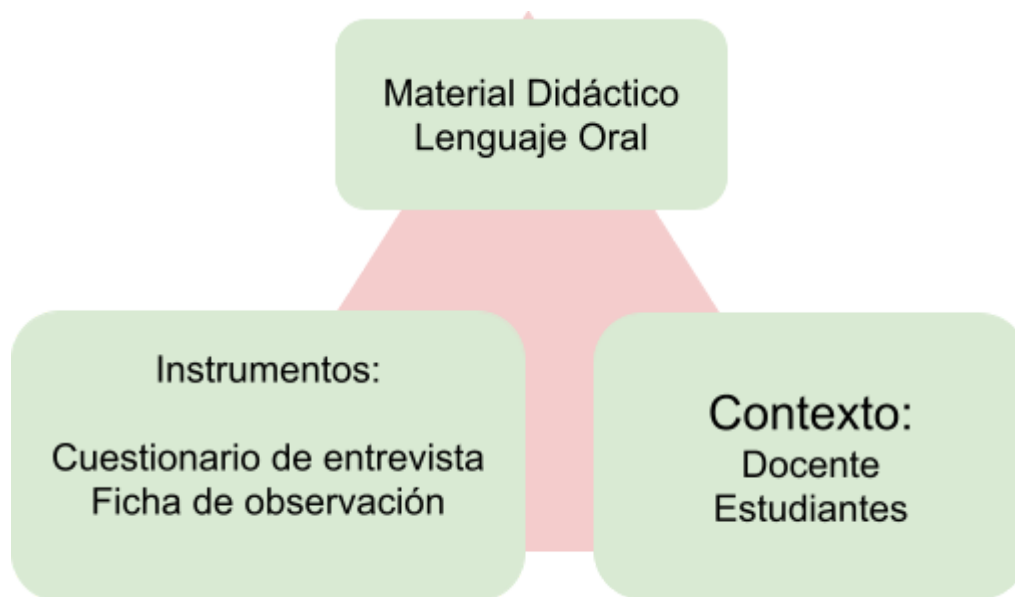 Material Didáctico
Lenguaje Oral
Instrumentos:
Cuestionario de entrevista
Ficha de observación
Contexto:
Docente
Estudiantes